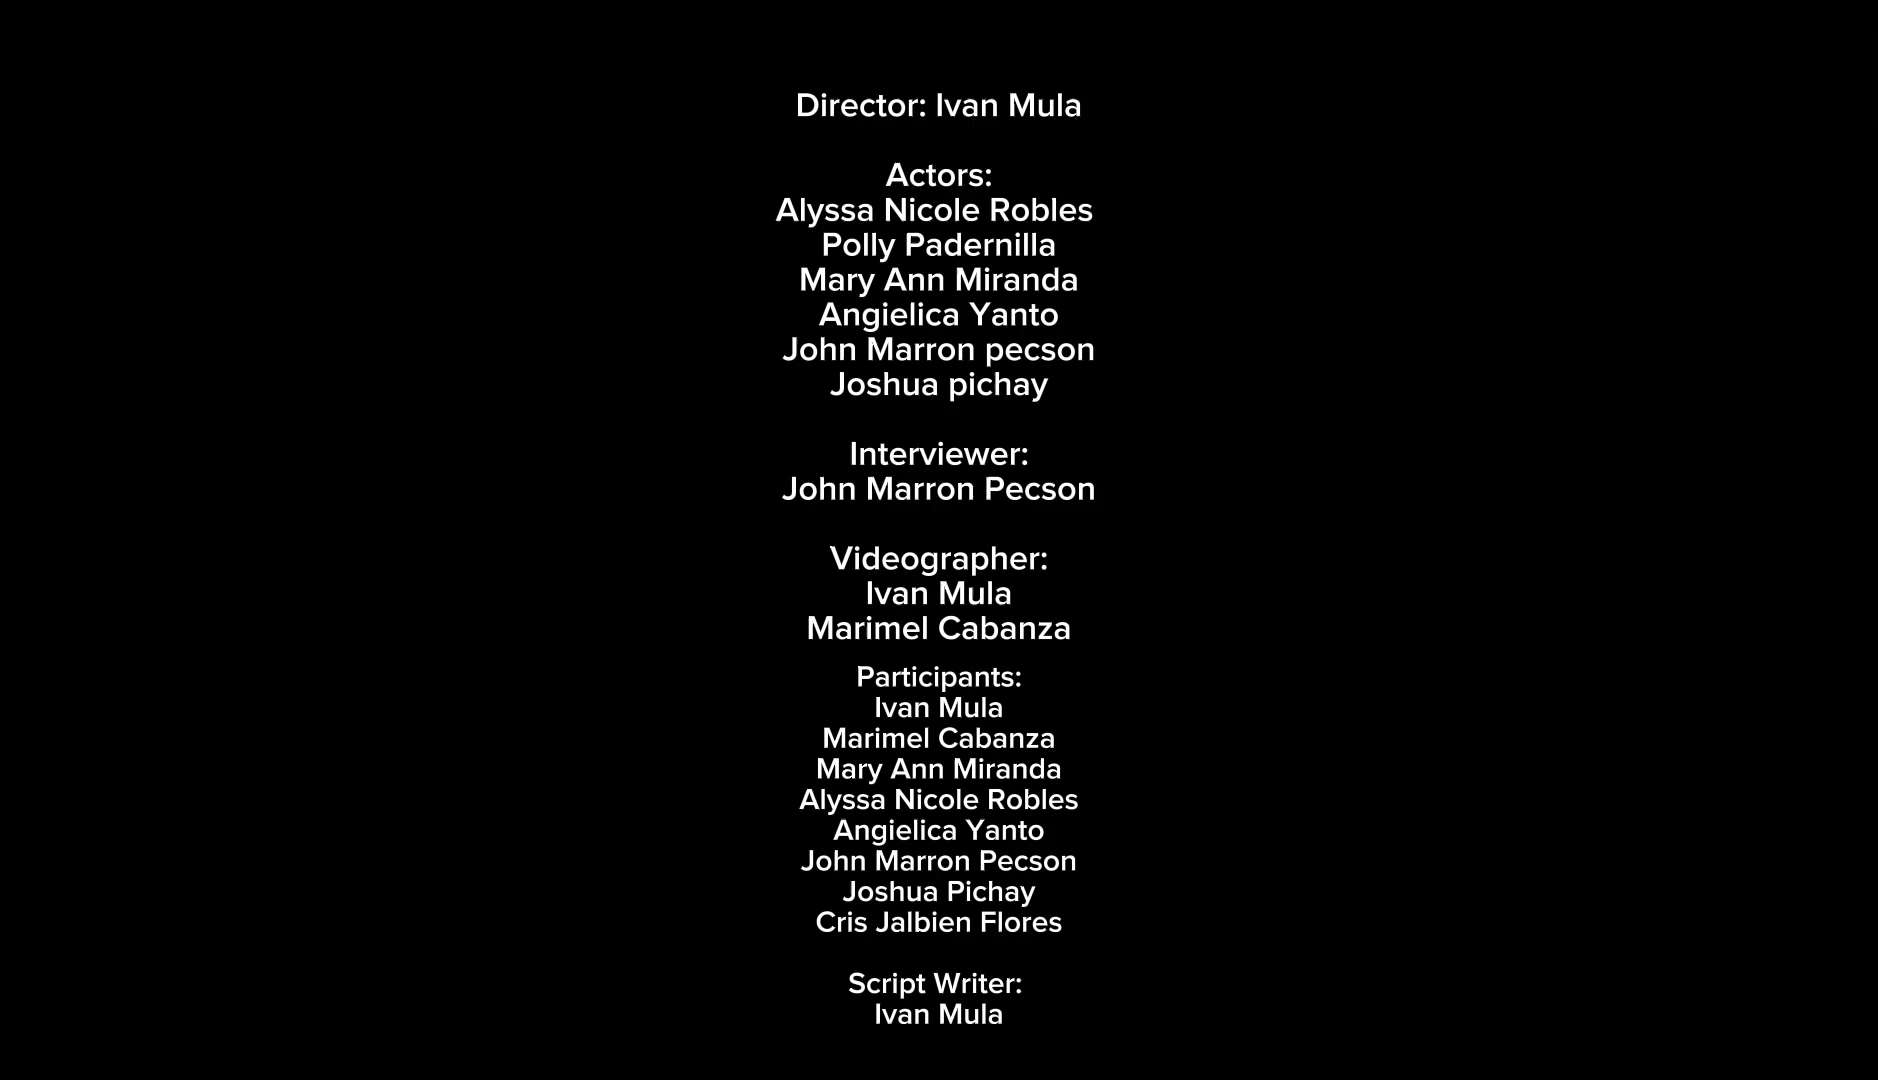 Director: Ivan Mula
Actors:
Alyssa Nicole Robles
Polly Padernilla
Mary Ann Miranda
Angielica Yanto
John Marron pecson
Joshua pichay
Interviewer:
John Marron Pecson
Videographer:
Ivan Mula
Marimel Cabanza
Participants:
Ivan Mula
Marimel Cabanza
Mary Ann Miranda
Alyssa Nicole Robles
Angielica Yanto
John Marron Pecson
Joshua Pichay
Cris Jalbien Flores
Script Writer:
Ivan Mula